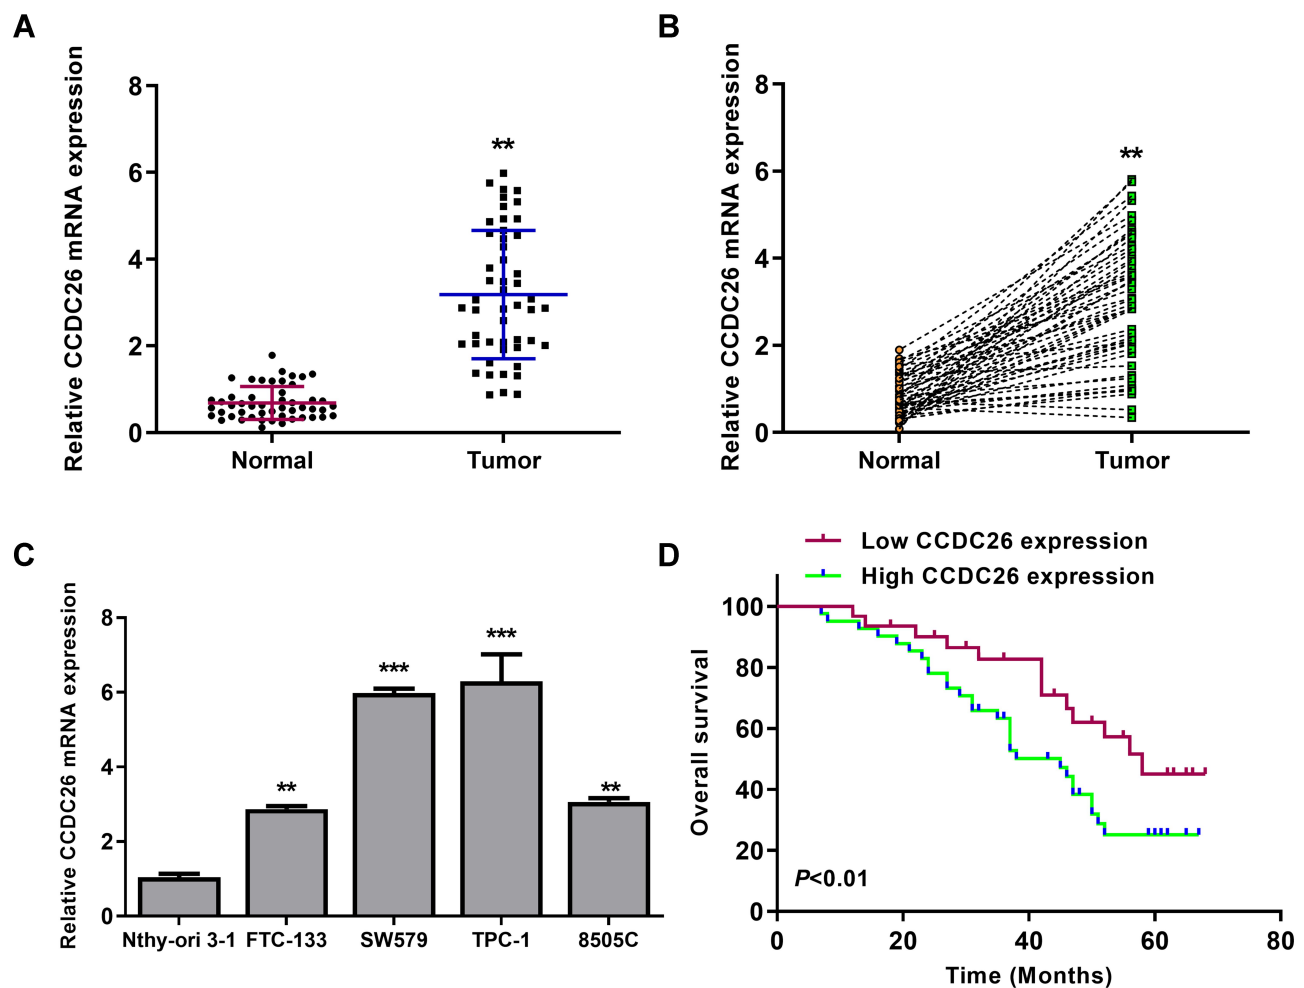 A
Relative CCDC26 mRNA expression
8
6
4
2
0
**
Normal
Tumor
B
Relative CCDC26 mRNA expression
8
6
4
2
0
**
Normal
Tumor
C
Relative CCDC26 mRNA expression
8
6
4
2
0
**
***
***
**
Nthy-ori 3-1
FTC-133
SW579
TPC-1
8505C
D
Low CCDC26 expression
High CCDC26 expression
Overall survival
100
80
60
40
20
0
P<0.01
0
20
40
60
80
Time (Months)